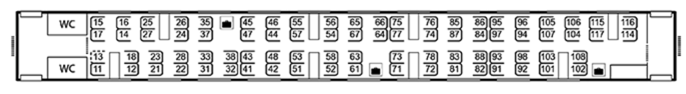 WC 15 16 25 26 35 45 46 55 56 65 66 75 76 85 86 95 96 105 106 115 116
17 14 27 24 37 47 44 57 54 67 64 77 74 87 84 97 94 107 104 117 114
13 18 23 28 33 38 43 48 53 58 63 73 78 83 88 93 98 103 108
WC 11 12 21 22 31 32 41 42 51 52 61 71 72 81 82 91 92 101 102